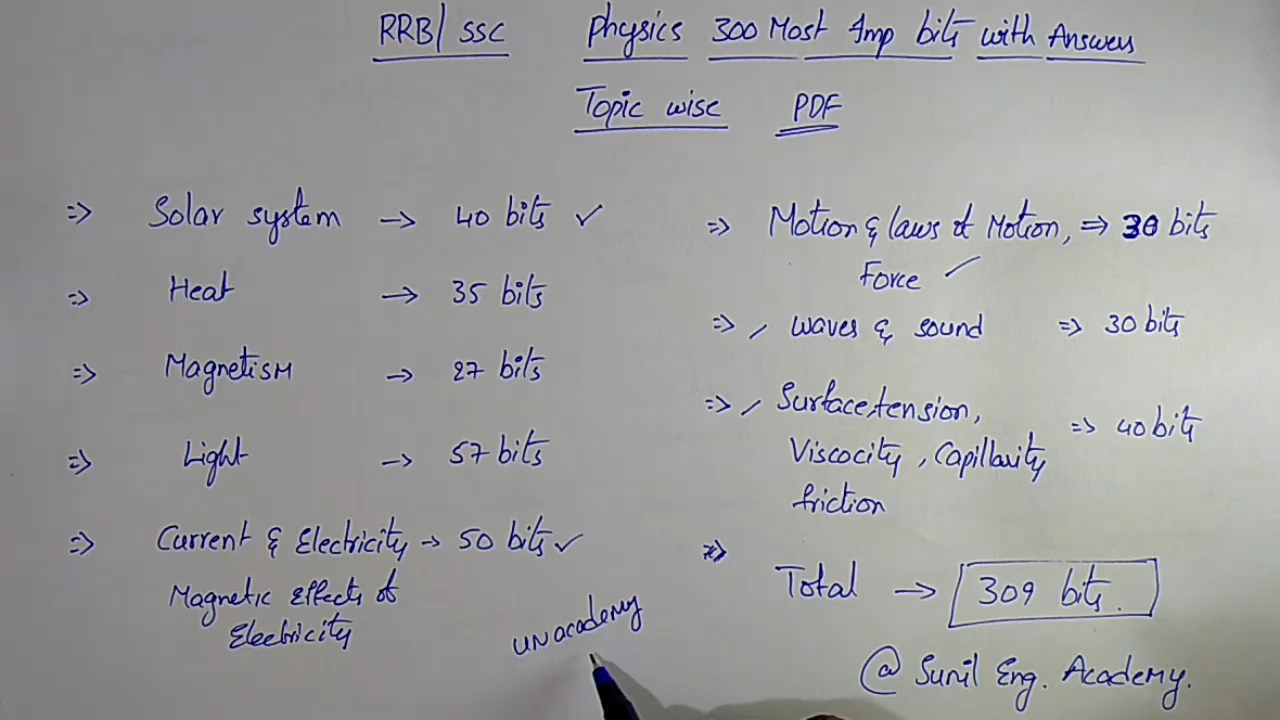 RRB/ SSC Physics 300 Most Imp bits with Answers
Topic wise PDF
=> Solar system → 40 bits ✓
=> Heat → 35 bits
=> Magnetism → 27 bits
=> Light → 57 bits
=> Current & Electricity → 50 bits ✓
Magnetic Effects of
Electricity
unacademy
=> Motion & laws of Motion, => 30 bits
Force ✓
=> waves & sound => 30 bits
=> Surface,tension,
Viscocity, Capillarity => 40 bits
friction
=> Total → 309 bits.
@ Sunil Eng. Academy.